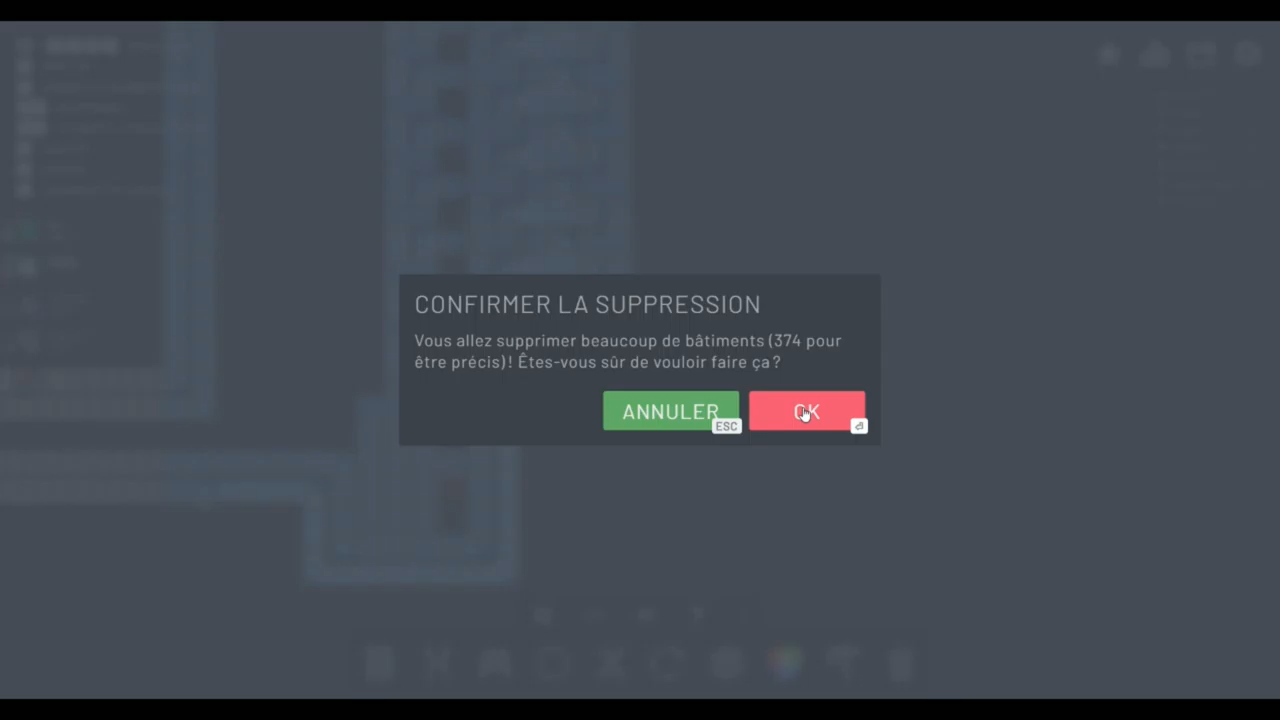 CONFIRMER LA SUPPRESSION
Vous allez supprimer beaucoup de bâtiments (374 pour
être précis)! Êtes-vous sûr de vouloir faire ça?
ANNULER
ESC
OK